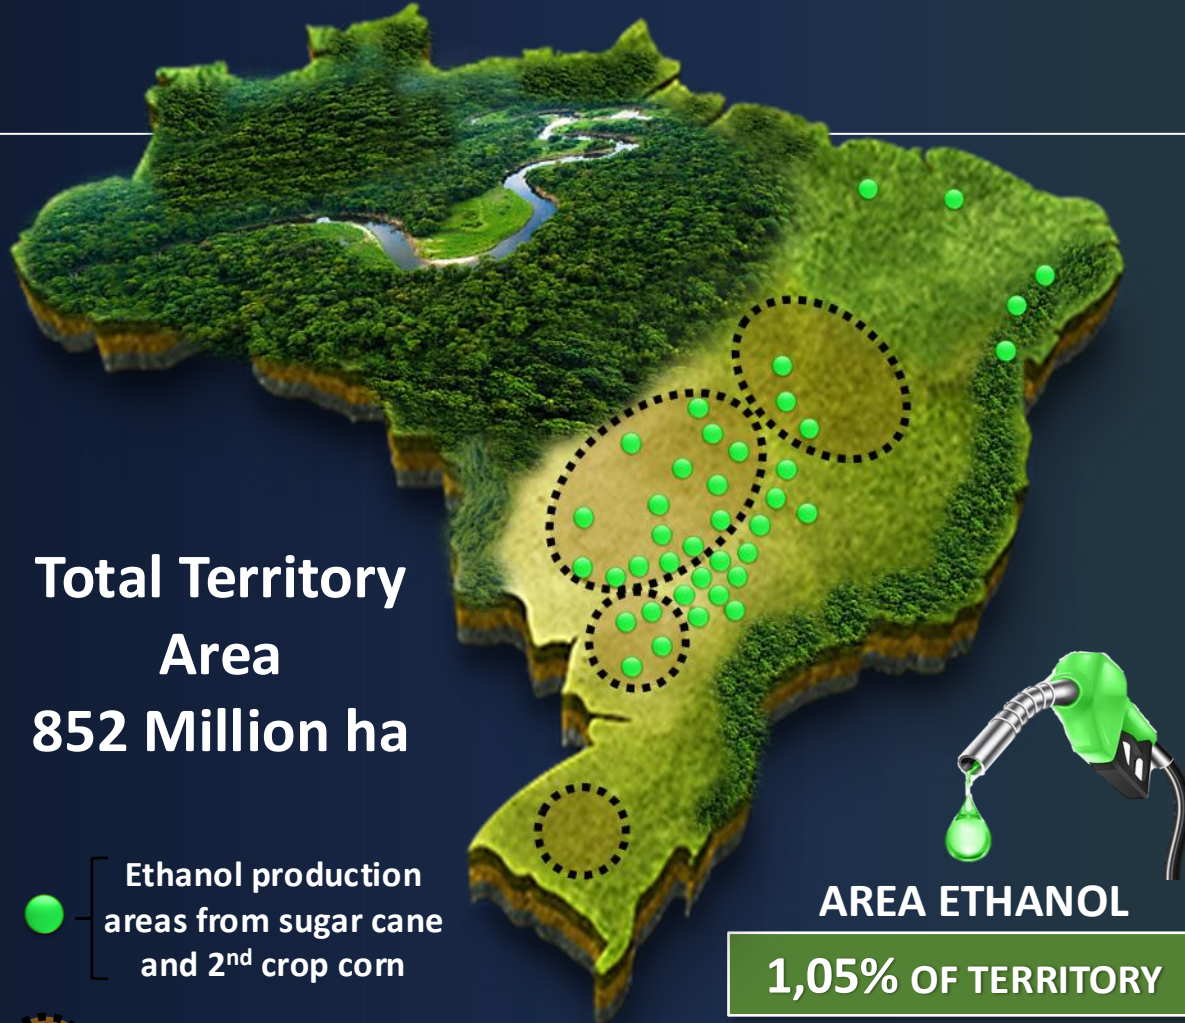 Total Territory
Area
852 Million ha
Ethanol production
areas from sugar cane
and 2nd crop corn
AREA ETHANOL
1,05% OF TERRITORY